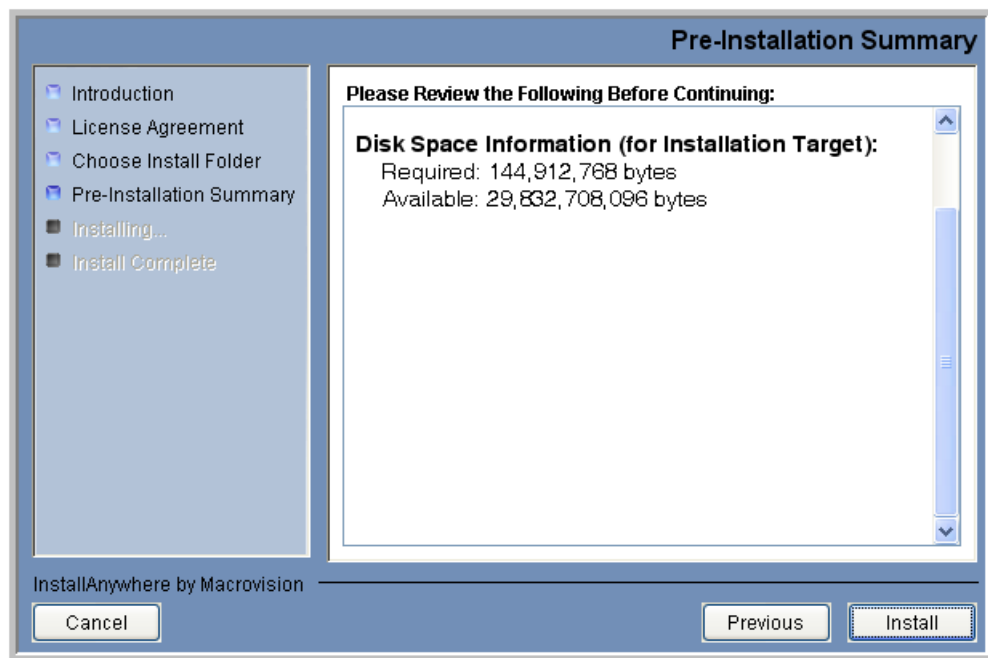 Pre-Installation Summary
Introduction
License Agreement
Choose Install Folder
Pre-Installation Summary
Installing...
Install Complete
Please Review the Following Before Continuing:
Disk Space Information (for Installation Target):
Required: 144,912,768 bytes
Available: 29,832,708,096 bytes
InstallAnywhere by Macrovision
Cancel
Previous
Install